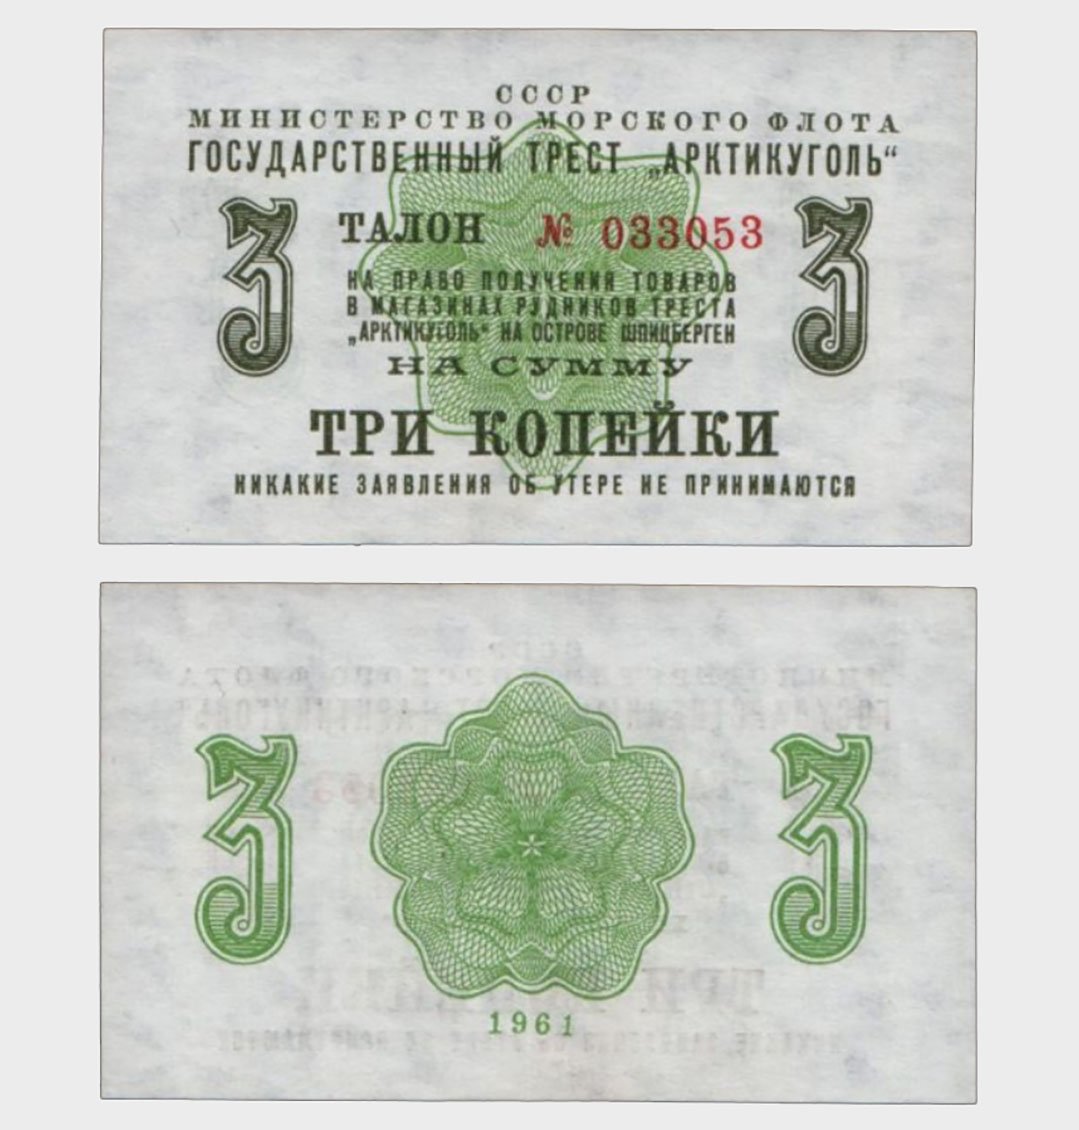 СССР
МИНИСТЕРСТВО МОРСКОГО ФЛОТА
ГОСУДАРСТВЕННЫЙ ТРЕСТ „АРКТИКУГОЛЬ“
3 ТАЛОН № 033053 3
НА ПРАВО ПОЛУЧЕНИЯ ТОВАРОВ
В МАГАЗИНАХ РУДНИКОВ ТРЕСТА
„АРКТИКУГОЛЬ“ НА ОСТРОВЕ ШПИЦБЕРГЕН
НА СУММУ
ТРИ КОПЕЙКИ
НИКАКИЕ ЗАЯВЛЕНИЯ ОБ УТЕРЕ НЕ ПРИНИМАЮТСЯ
3 3
1961